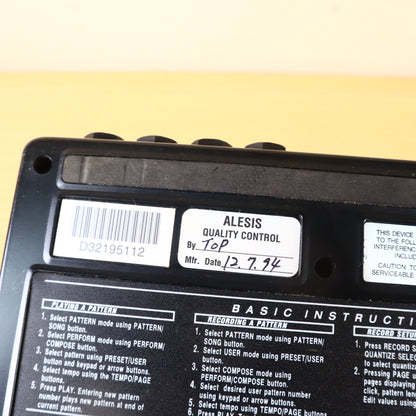 D32195112
ALESIS
QUALITY CONTROL
By TOP
Mfr. Date 12.7.94
THIS DEVICE
TO THE FOLLO
INTERFERENCE
INCLU
CAUTION: T
SERVICEABLE
BASIC INSTRUCTI
PLAYING A PATTERN
1. Select PATTERN mode using PATTERN/
SONG button.
2. Select PERFORM mode using PERFORM/
COMPOSE button.
3. Select pattern using PRESET/USER
button and keypad or arrow buttons.
4. Select tempo using the TEMPO/PAGE
buttons.
5. Press PLAY. Entering new pattern
number plays new pattern at end of
current pattern.
RECORDING A PATTERN
1. Select PATTERN mode using PATTERN/
SONG button.
2. Select USER mode using PRESET/USER
button.
3. Select COMPOSE mode using
PERFORM/COMPOSE button.
4. Select desired user pattern number
using keypad or arrow buttons.
5. Select tempo using TEMPO/PAGE
buttons.
RECORD SETU
1. Press RECORD S
QUANTIZE SELEC
to select quantiz
2. Pressing PAGE u
pages displaying
click, pattern le
Edit values using